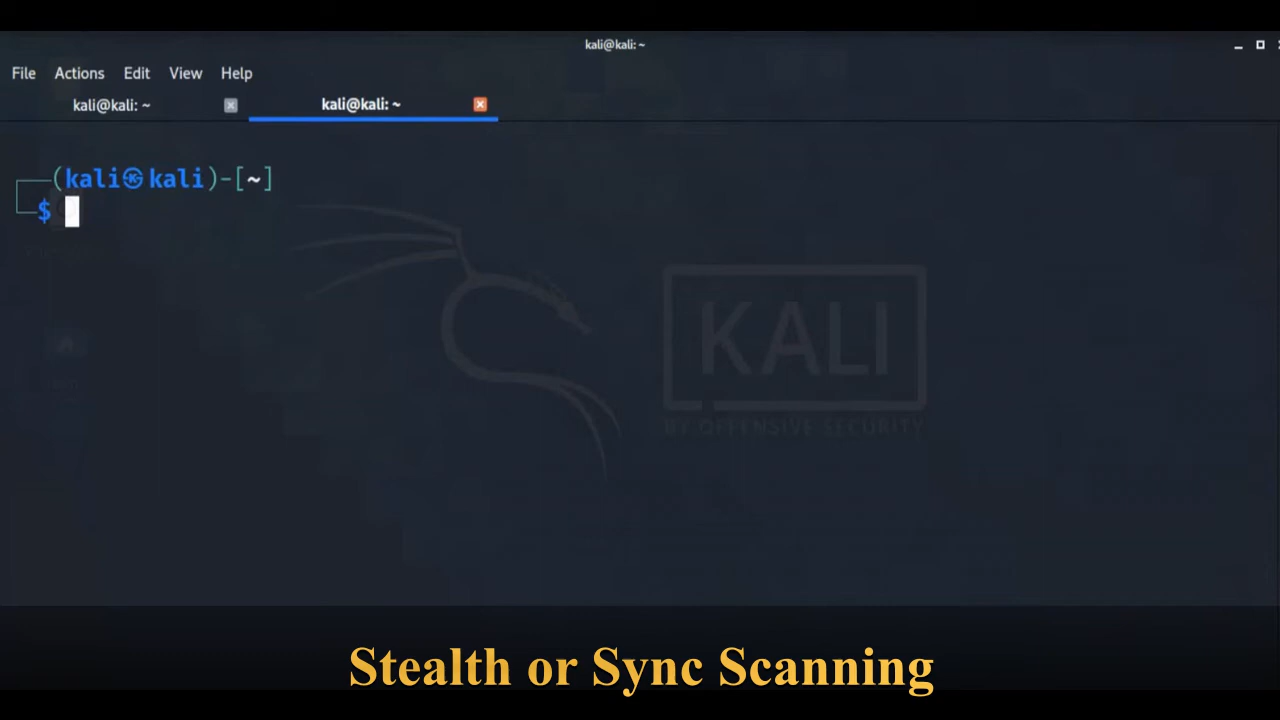 kali@kali: ~
File Actions Edit View Help
kali@kali: ~ kali@kali: ~
(kali㉿kali)-[~]
$
KALI
BY OFFENSIVE SECURITY
Stealth or Sync Scanning